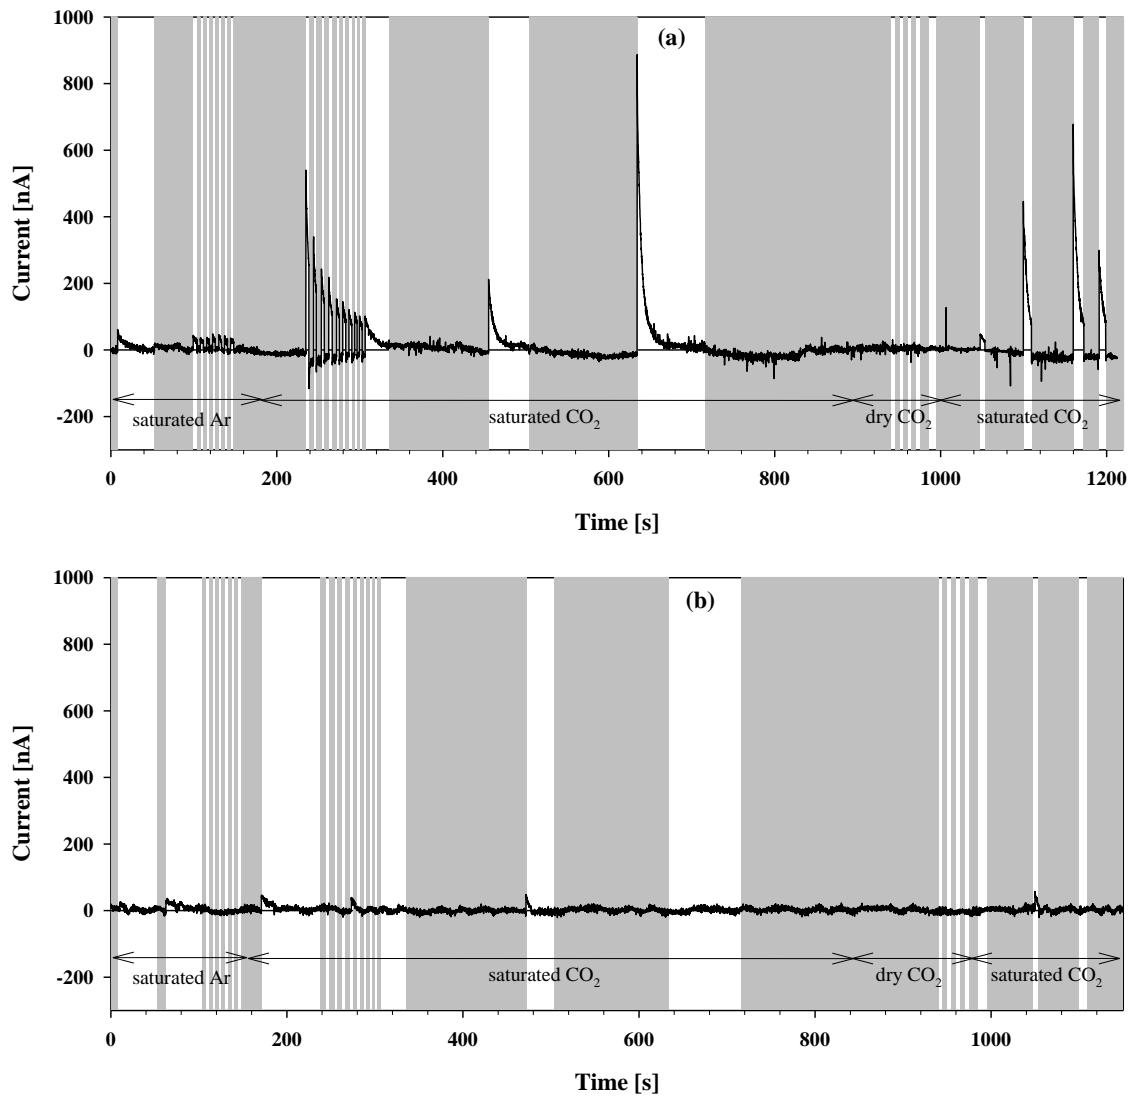 (a)
1000
800
600
400
200
0
-200
Current [nA]
saturated Ar
saturated CO₂
dry CO₂
saturated CO₂
0 200 400 600 800 1000 1200
Time [s]
(b)
1000
800
600
400
200
0
-200
Current [nA]
saturated Ar
saturated CO₂
dry CO₂
saturated CO₂
0 200 400 600 800 1000
Time [s]